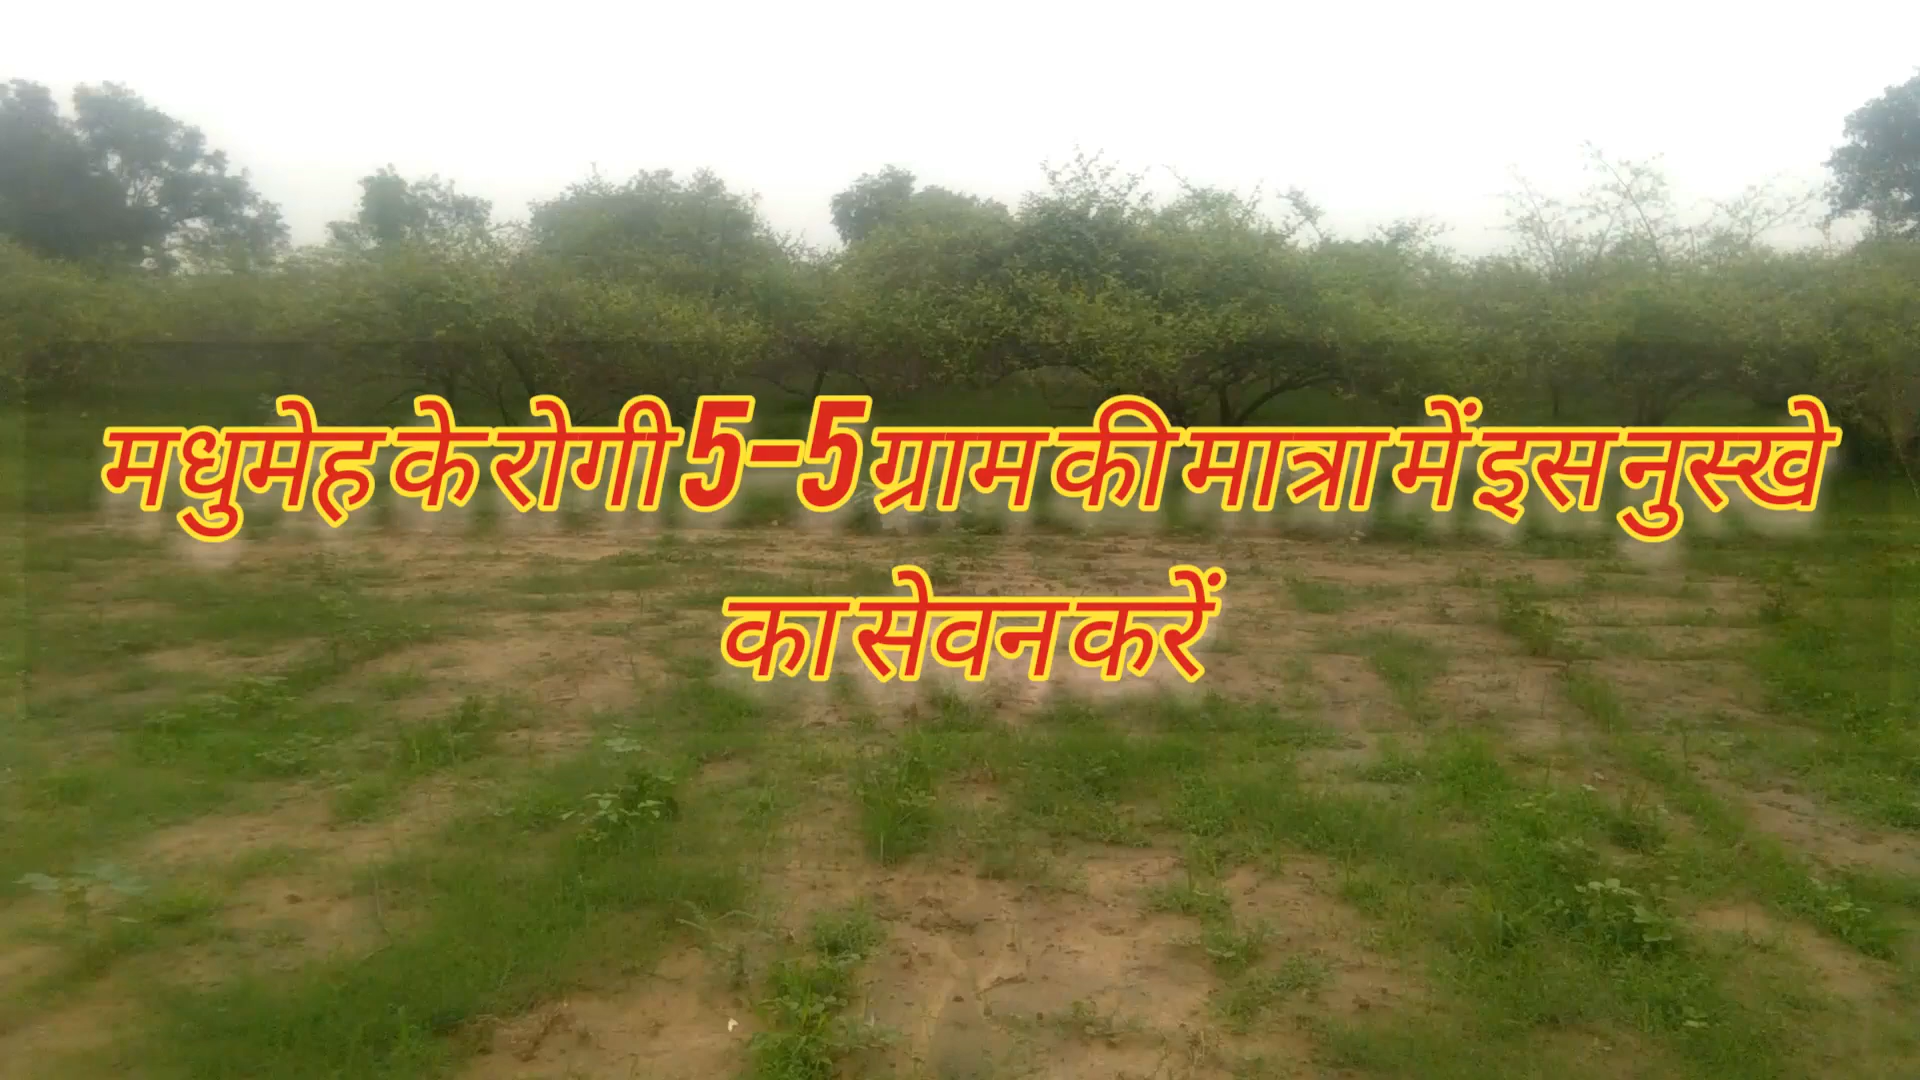 मधुमेह के रोगी 5-5 ग्राम की मात्रा में इस नुस्खे
का सेवन करें